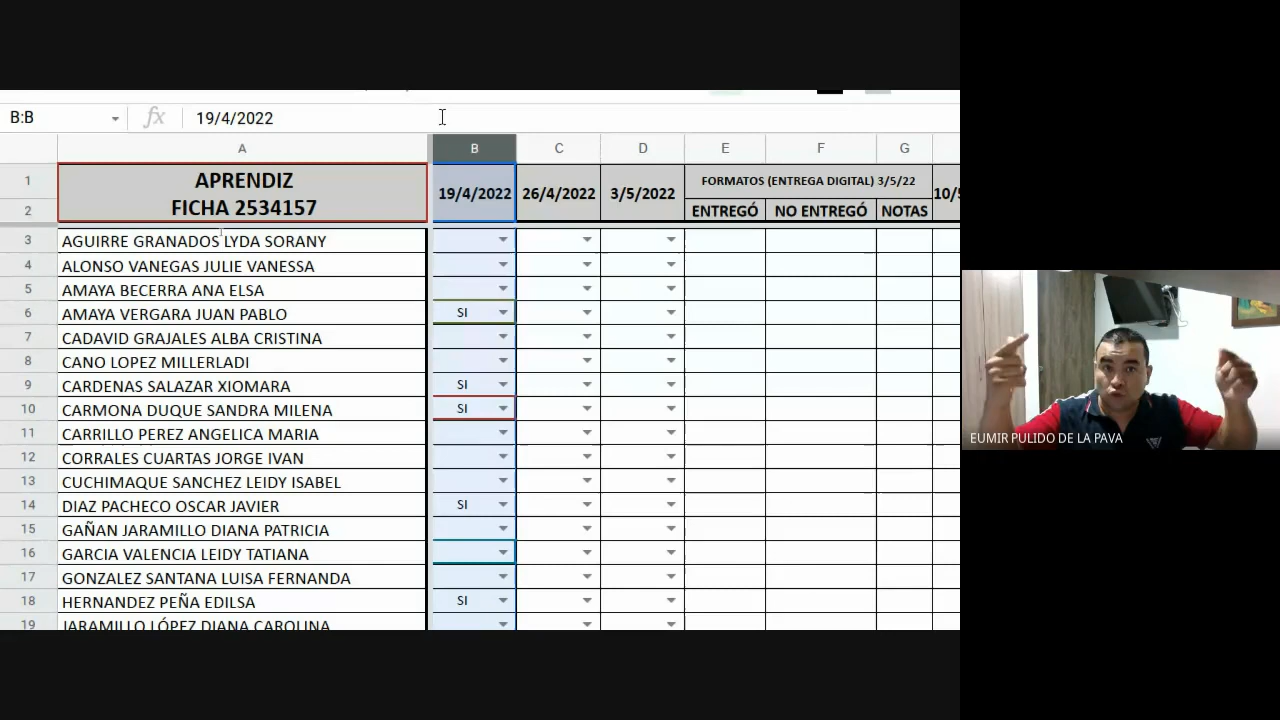 B:B
fx
19/4/2022
A B C D E F G
1 APRENDIZ 19/4/2022 26/4/2022 3/5/2022 FORMATOS (ENTREGA DIGITAL) 3/5/22
2 FICHA 2534157 ENTREGÓ NO ENTREGÓ NOTAS
3 AGUIRRE GRANADOS LYDA SORANY
4 ALONSO VANEGAS JULIE VANESSA
5 AMAYA BECERRA ANA ELSA
6 AMAYA VERGARA JUAN PABLO SI
7 CADAVID GRAJALES ALBA CRISTINA
8 CANO LOPEZ MILLERLADI
9 CARDENAS SALAZAR XIOMARA SI
10 CARMONA DUQUE SANDRA MILENA SI
11 CARRILLO PEREZ ANGELICA MARIA
12 CORRALES CUARTAS JORGE IVAN
13 CUCHIMAQUE SANCHEZ LEIDY ISABEL
14 DIAZ PACHECO OSCAR JAVIER SI
15 GAÑAN JARAMILLO DIANA PATRICIA
16 GARCIA VALENCIA LEIDY TATIANA
17 GONZALEZ SANTANA LUISA FERNANDA
18 HERNANDEZ PEÑA EDILSA SI
19 JARAMILLO LÓPEZ DIANA CAROLINA
EUMIR PULIDO DE LA PAVA